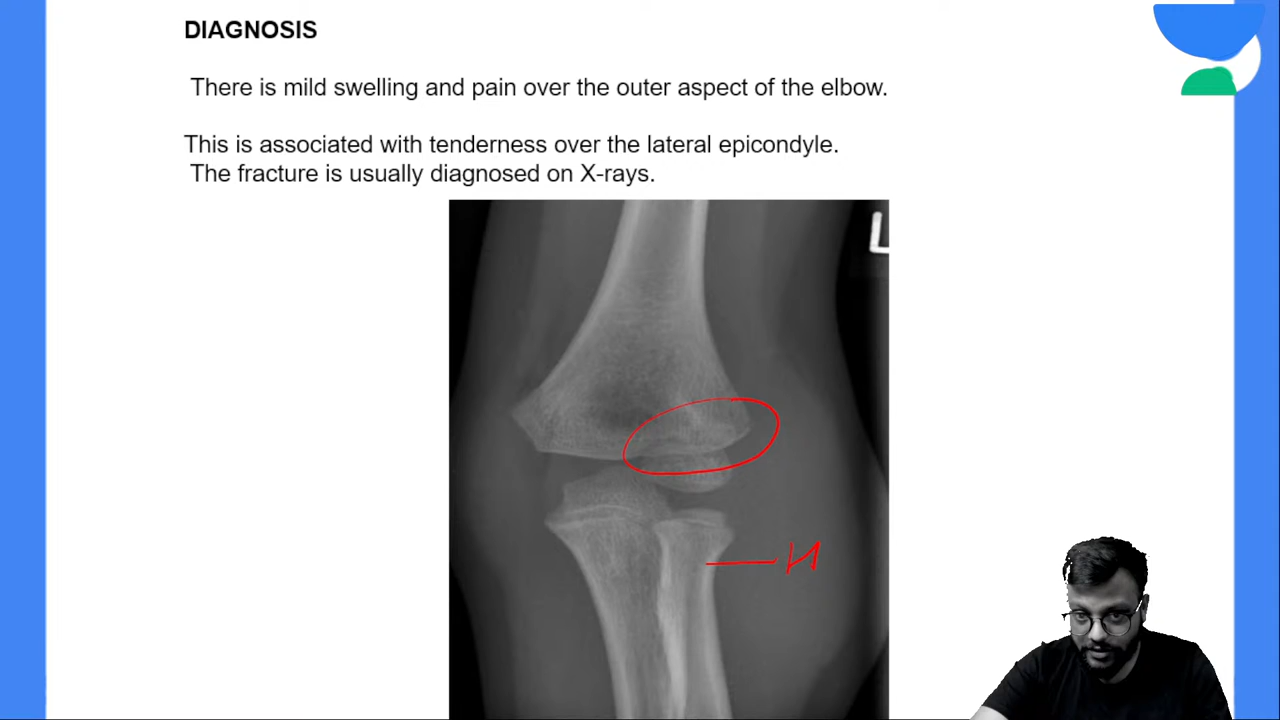 DIAGNOSIS
There is mild swelling and pain over the outer aspect of the elbow.
This is associated with tenderness over the lateral epicondyle.
The fracture is usually diagnosed on X-rays.
L
H